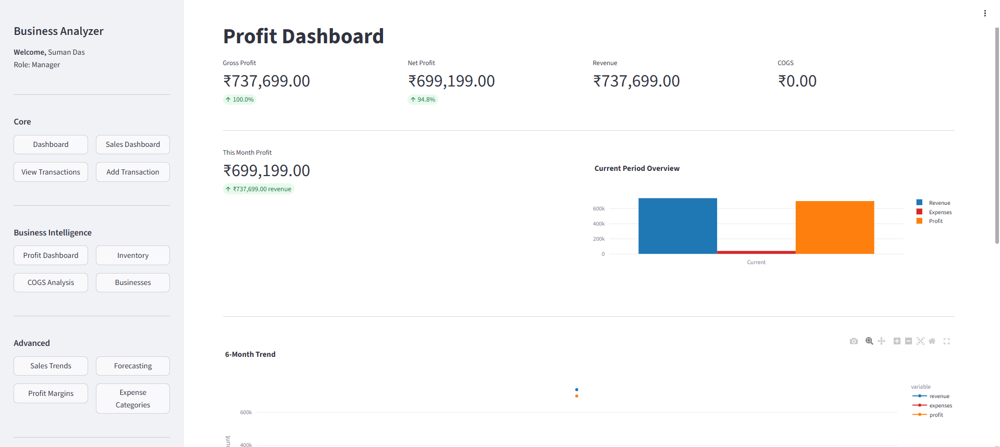 Business Analyzer
Welcome, Suman Das
Role: Manager
Core
Dashboard
Sales Dashboard
View Transactions
Add Transaction
Business Intelligence
Profit Dashboard
Inventory
COGS Analysis
Businesses
Advanced
Sales Trends
Forecasting
Profit Margins
Expense
Categories
Profit Dashboard
Gross Profit
₹737,699.00
↑ 100.0%
Net Profit
₹699,199.00
↑ 94.8%
Revenue
₹737,699.00
COGS
₹0.00
This Month Profit
₹699,199.00
↑ ₹737,699.00 revenue
Current Period Overview
600k
400k
200k
0
Current
Revenue
Expenses
Profit
6-Month Trend
variable
revenue
expenses
profit
600k
400k